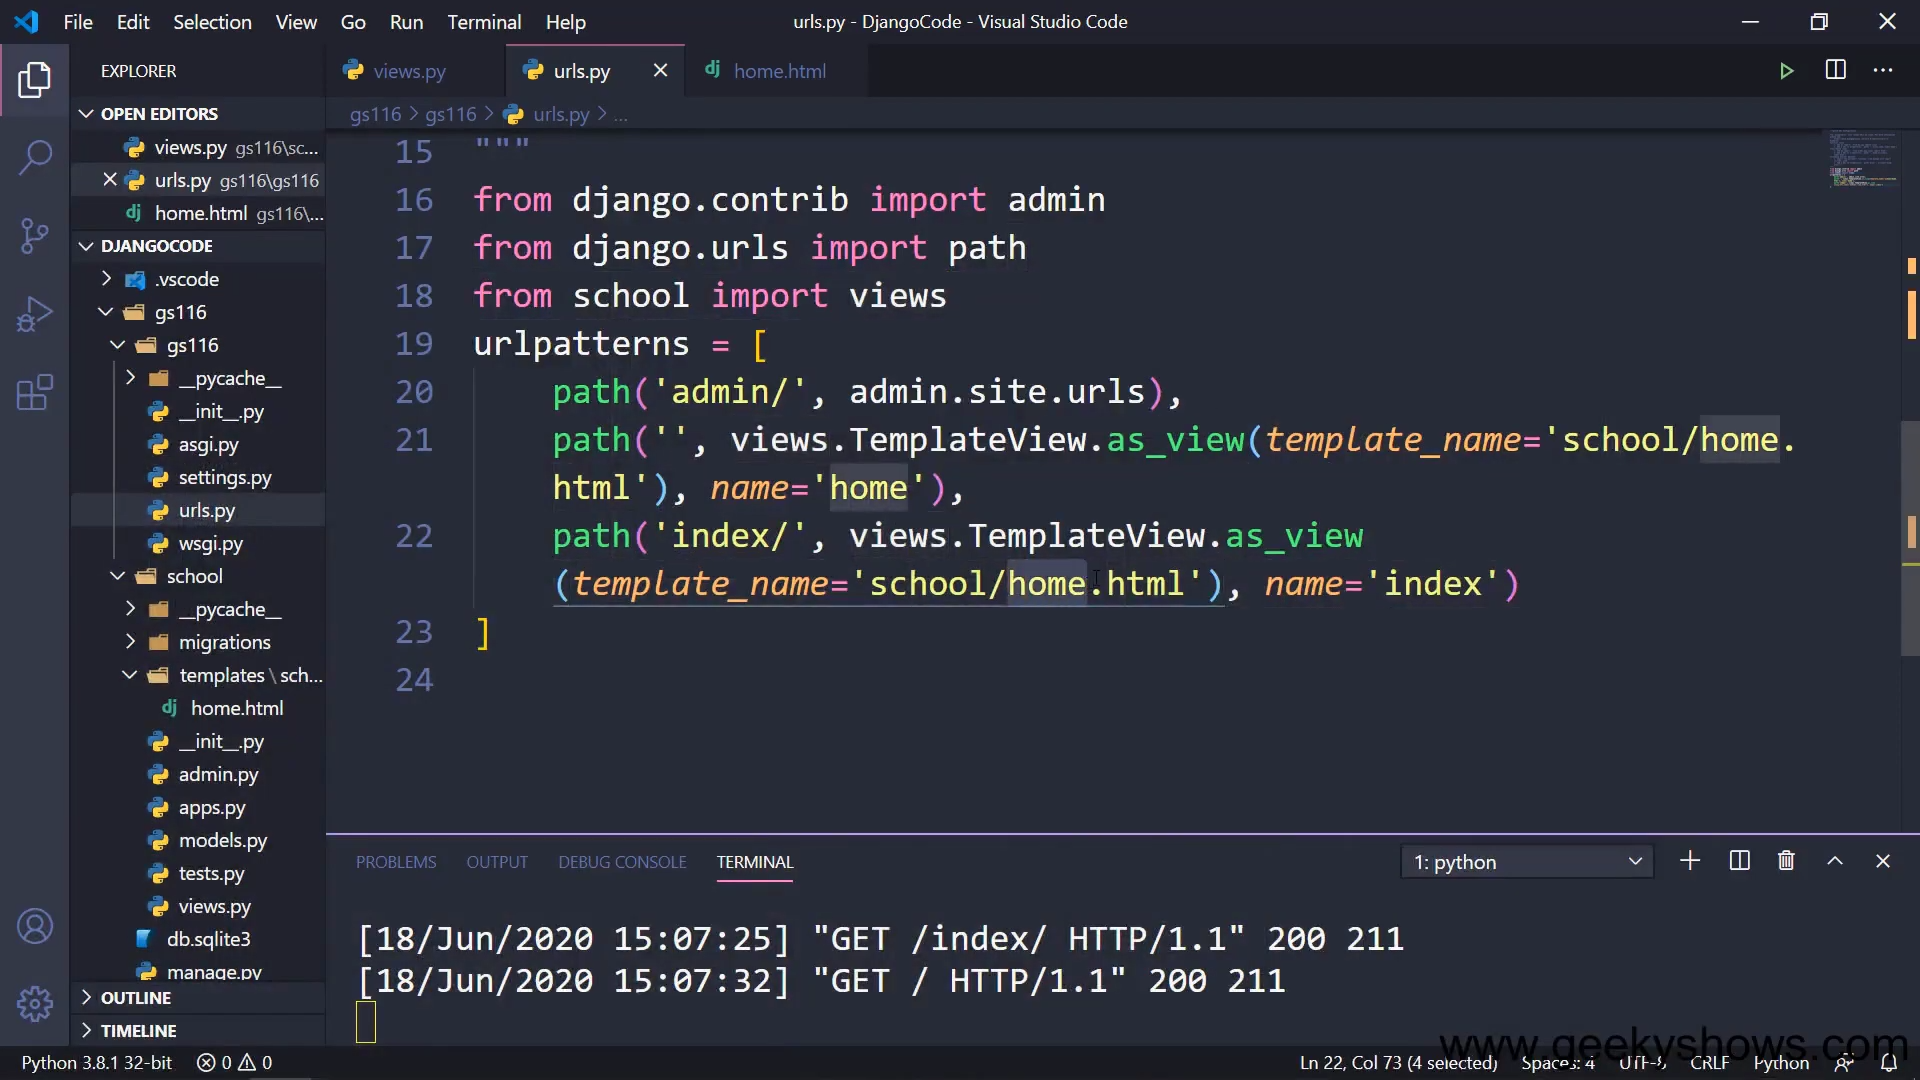 File Edit Selection View Go Run Terminal Help
urls.py - DjangoCode - Visual Studio Code
EXPLORER
OPEN EDITORS
views.py gs116\sc...
urls.py gs116\gs116
home.html gs116\...
DJANGOCODE
.vscode
gs116
gs116
__pycache__
__init__.py
asgi.py
settings.py
urls.py
wsgi.py
school
__pycache__
migrations
templates \ sch...
home.html
__init__.py
admin.py
apps.py
models.py
tests.py
views.py
db.sqlite3
manage.py
OUTLINE
TIMELINE
views.py urls.py home.html
gs116 > gs116 > urls.py > ...
15 """
16 from django.contrib import admin
17 from django.urls import path
18 from school import views
19 urlpatterns = [
20 path('admin/', admin.site.urls),
21 path('', views.TemplateView.as_view(template_name='school/home.
html'), name='home'),
22 path('index/', views.TemplateView.as_view
(template_name='school/home.html'), name='index')
23 ]
24
PROBLEMS OUTPUT DEBUG CONSOLE TERMINAL 1: python
[18/Jun/2020 15:07:25] "GET /index/ HTTP/1.1" 200 211
[18/Jun/2020 15:07:32] "GET / HTTP/1.1" 200 211
www.geekyshows.com
Python 3.8.1 32-bit 0 0 Ln 22, Col 73 (4 selected) Spaces: 4 UTF-8 CRLF Python